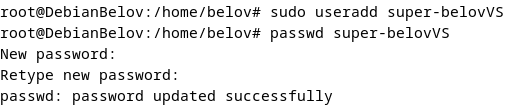 root@DebianBelov:/home/belov# sudo useradd super-belovVS
root@DebianBelov:/home/belov# passwd super-belovVS
New password:
Retype new password:
passwd: password updated successfully